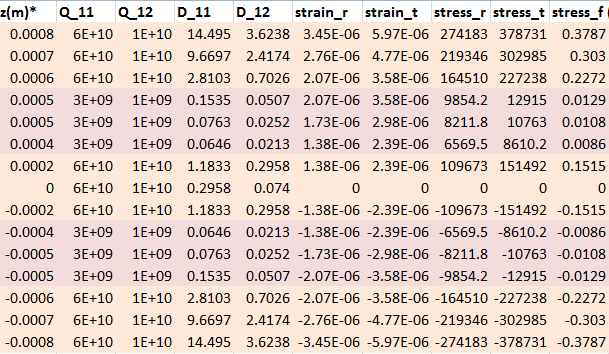 z(m)* Q_11 Q_12 D_11 D_12 strain_r strain_t stress_r stress_t stress_f (
0.0008 6E+10 1E+10 14.495 3.6238 3.45E-06 5.97E-06 274183 378731 0.3787
0.0007 6E+10 1E+10 9.6697 2.4174 2.76E-06 4.77E-06 219346 302985 0.303
0.0006 6E+10 1E+10 2.8103 0.7026 2.07E-06 3.58E-06 164510 227238 0.2272
0.0005 3E+09 1E+09 0.1535 0.0507 2.07E-06 3.58E-06 9854.2 12915 0.0129
0.0005 3E+09 1E+09 0.0763 0.0252 1.73E-06 2.98E-06 8211.8 10763 0.0108
0.0004 3E+09 1E+09 0.0646 0.0213 1.38E-06 2.39E-06 6569.5 8610.2 0.0086
0.0002 6E+10 1E+10 1.1833 0.2958 1.38E-06 2.39E-06 109673 151492 0.1515
0 6E+10 1E+10 0.2958 0.074 0 0 0 0 0
-0.0002 6E+10 1E+10 1.1833 0.2958 -1.38E-06 -2.39E-06 -109673 -151492 -0.1515
-0.0004 3E+09 1E+09 0.0646 0.0213 -1.38E-06 -2.39E-06 -6569.5 -8610.2 -0.0086
-0.0005 3E+09 1E+09 0.0763 0.0252 -1.73E-06 -2.98E-06 -8211.8 -10763 -0.0108
-0.0005 3E+09 1E+09 0.1535 0.0507 -2.07E-06 -3.58E-06 -9854.2 -12915 -0.0129
-0.0006 6E+10 1E+10 2.8103 0.7026 -2.07E-06 -3.58E-06 -164510 -227238 -0.2272
-0.0007 6E+10 1E+10 9.6697 2.4174 -2.76E-06 -4.77E-06 -219346 -302985 -0.303
-0.0008 6E+10 1E+10 14.495 3.6238 -3.45E-06 -5.97E-06 -274183 -378731 -0.3787